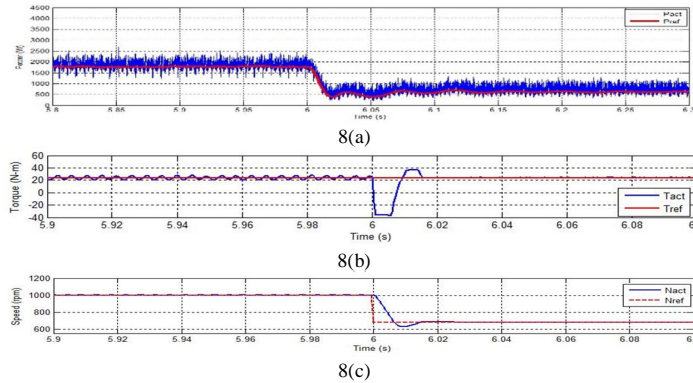 4500
4000
3500
3000
2500
2000
1500
1000
500
0
(W)
Pact
Pref
5.8 5.85 5.9 5.95 6 6.05 6.1 6.15 6.2 6.25 6.3
Time (s)
8(a)
60
40
20
0
-20
-40
Torque (N-m)
Tact
Tref
5.9 5.92 5.94 5.96 5.98 6 6.02 6.04 6.06 6.08
Time (s)
8(b)
1200
1000
800
600
Speed (rpm)
Nact
Nref
5.9 5.92 5.94 5.96 5.98 6 6.02 6.04 6.06 6.08
Time (s)
8(c)